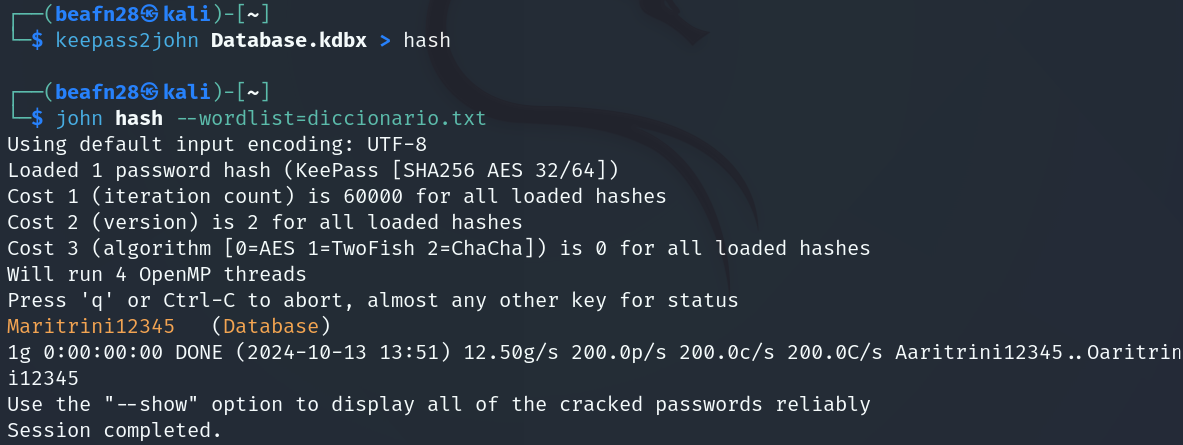 ┌──(beafn28㉿kali)-[~]
└─$ keepass2john Database.kdbx > hash
┌──(beafn28㉿kali)-[~]
└─$ john hash --wordlist=diccionario.txt
Using default input encoding: UTF-8
Loaded 1 password hash (KeePass [SHA256 AES 32/64])
Cost 1 (iteration count) is 60000 for all loaded hashes
Cost 2 (version) is 2 for all loaded hashes
Cost 3 (algorithm [0=AES 1=TwoFish 2=ChaCha]) is 0 for all loaded hashes
Will run 4 OpenMP threads
Press 'q' or Ctrl-C to abort, almost any other key for status
Maritrini12345   (Database)
1g 0:00:00:00 DONE (2024-10-13 13:51) 12.50g/s 200.0p/s 200.0c/s 200.0C/s Aaritrini12345..Oaritrin
i12345
Use the "--show" option to display all of the cracked passwords reliably
Session completed.